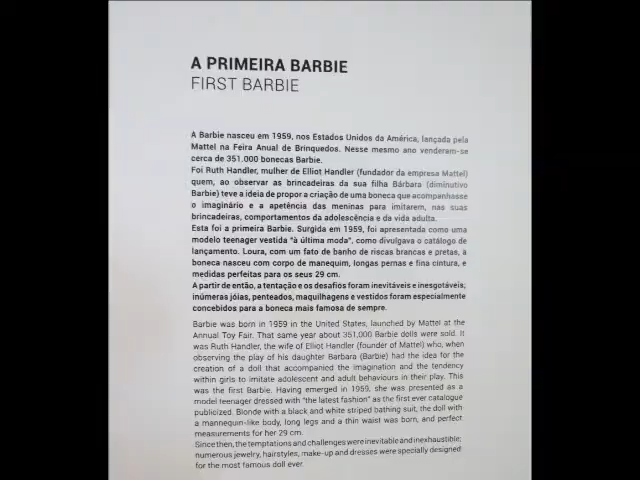 A PRIMEIRA BARBIE
FIRST BARBIE
A Barbie nasceu em 1959, nos Estados Unidos da América, lançada pela
Mattel na Feira Anual de Brinquedos. Nesse mesmo ano venderam-se
cerca de 351.000 bonecas Barbie.
Foi Ruth Handler, mulher de Elliot Handler (fundador da empresa Mattel)
quem, ao observar as brincadeiras da sua filha Bárbara (diminutivo
Barbie) teve a ideia de propor a criação de uma boneca que acompanhasse
o imaginário e a apetência das meninas para imitarem, nas suas
brincadeiras, comportamentos da adolescência e da vida adulta.
Esta foi a primeira Barbie. Surgida em 1959, foi apresentada como uma
modelo teenager vestida "à última moda", como divulgava o catálogo de
lançamento. Loura, com um fato de banho de riscas brancas e pretas, a
boneca nasceu com corpo de manequim, longas pernas e fina cintura, e
medidas perfeitas para os seus 29 cm.
A partir de então, a tentação e os desafios foram inevitáveis e inesgotáveis;
inúmeras jóias, penteados, maquilhagens e vestidos foram especialmente
concebidos para a boneca mais famosa de sempre.
Barbie was born in 1959 in the United States, launched by Mattel at the
Annual Toy Fair. That same year about 351,000 Barbie dolls were sold. It
was Ruth Handler, the wife of Elliot Handler (founder of Mattel) who, when
observing the play of his daughter Barbara (Barbie) had the idea for the
creation of a doll that accompanied the imagination and the tendency
within girls to imitate adolescent and adult behaviours in their play. This
was the first Barbie. Having emerged in 1959, she was presented as a
model teenager dressed with "the latest fashion" as the first ever catalogue
publicized. Blonde with a black and white striped bathing suit, the doll with
a mannequin-like body, long legs and a thin waist was born, and perfect
measurements for her 29 cm.
Since then, the temptations and challenges were inevitable and inexhaustible;
numerous jewelry, hairstyles, make-up and dresses were specially designed
for the most famous doll ever.